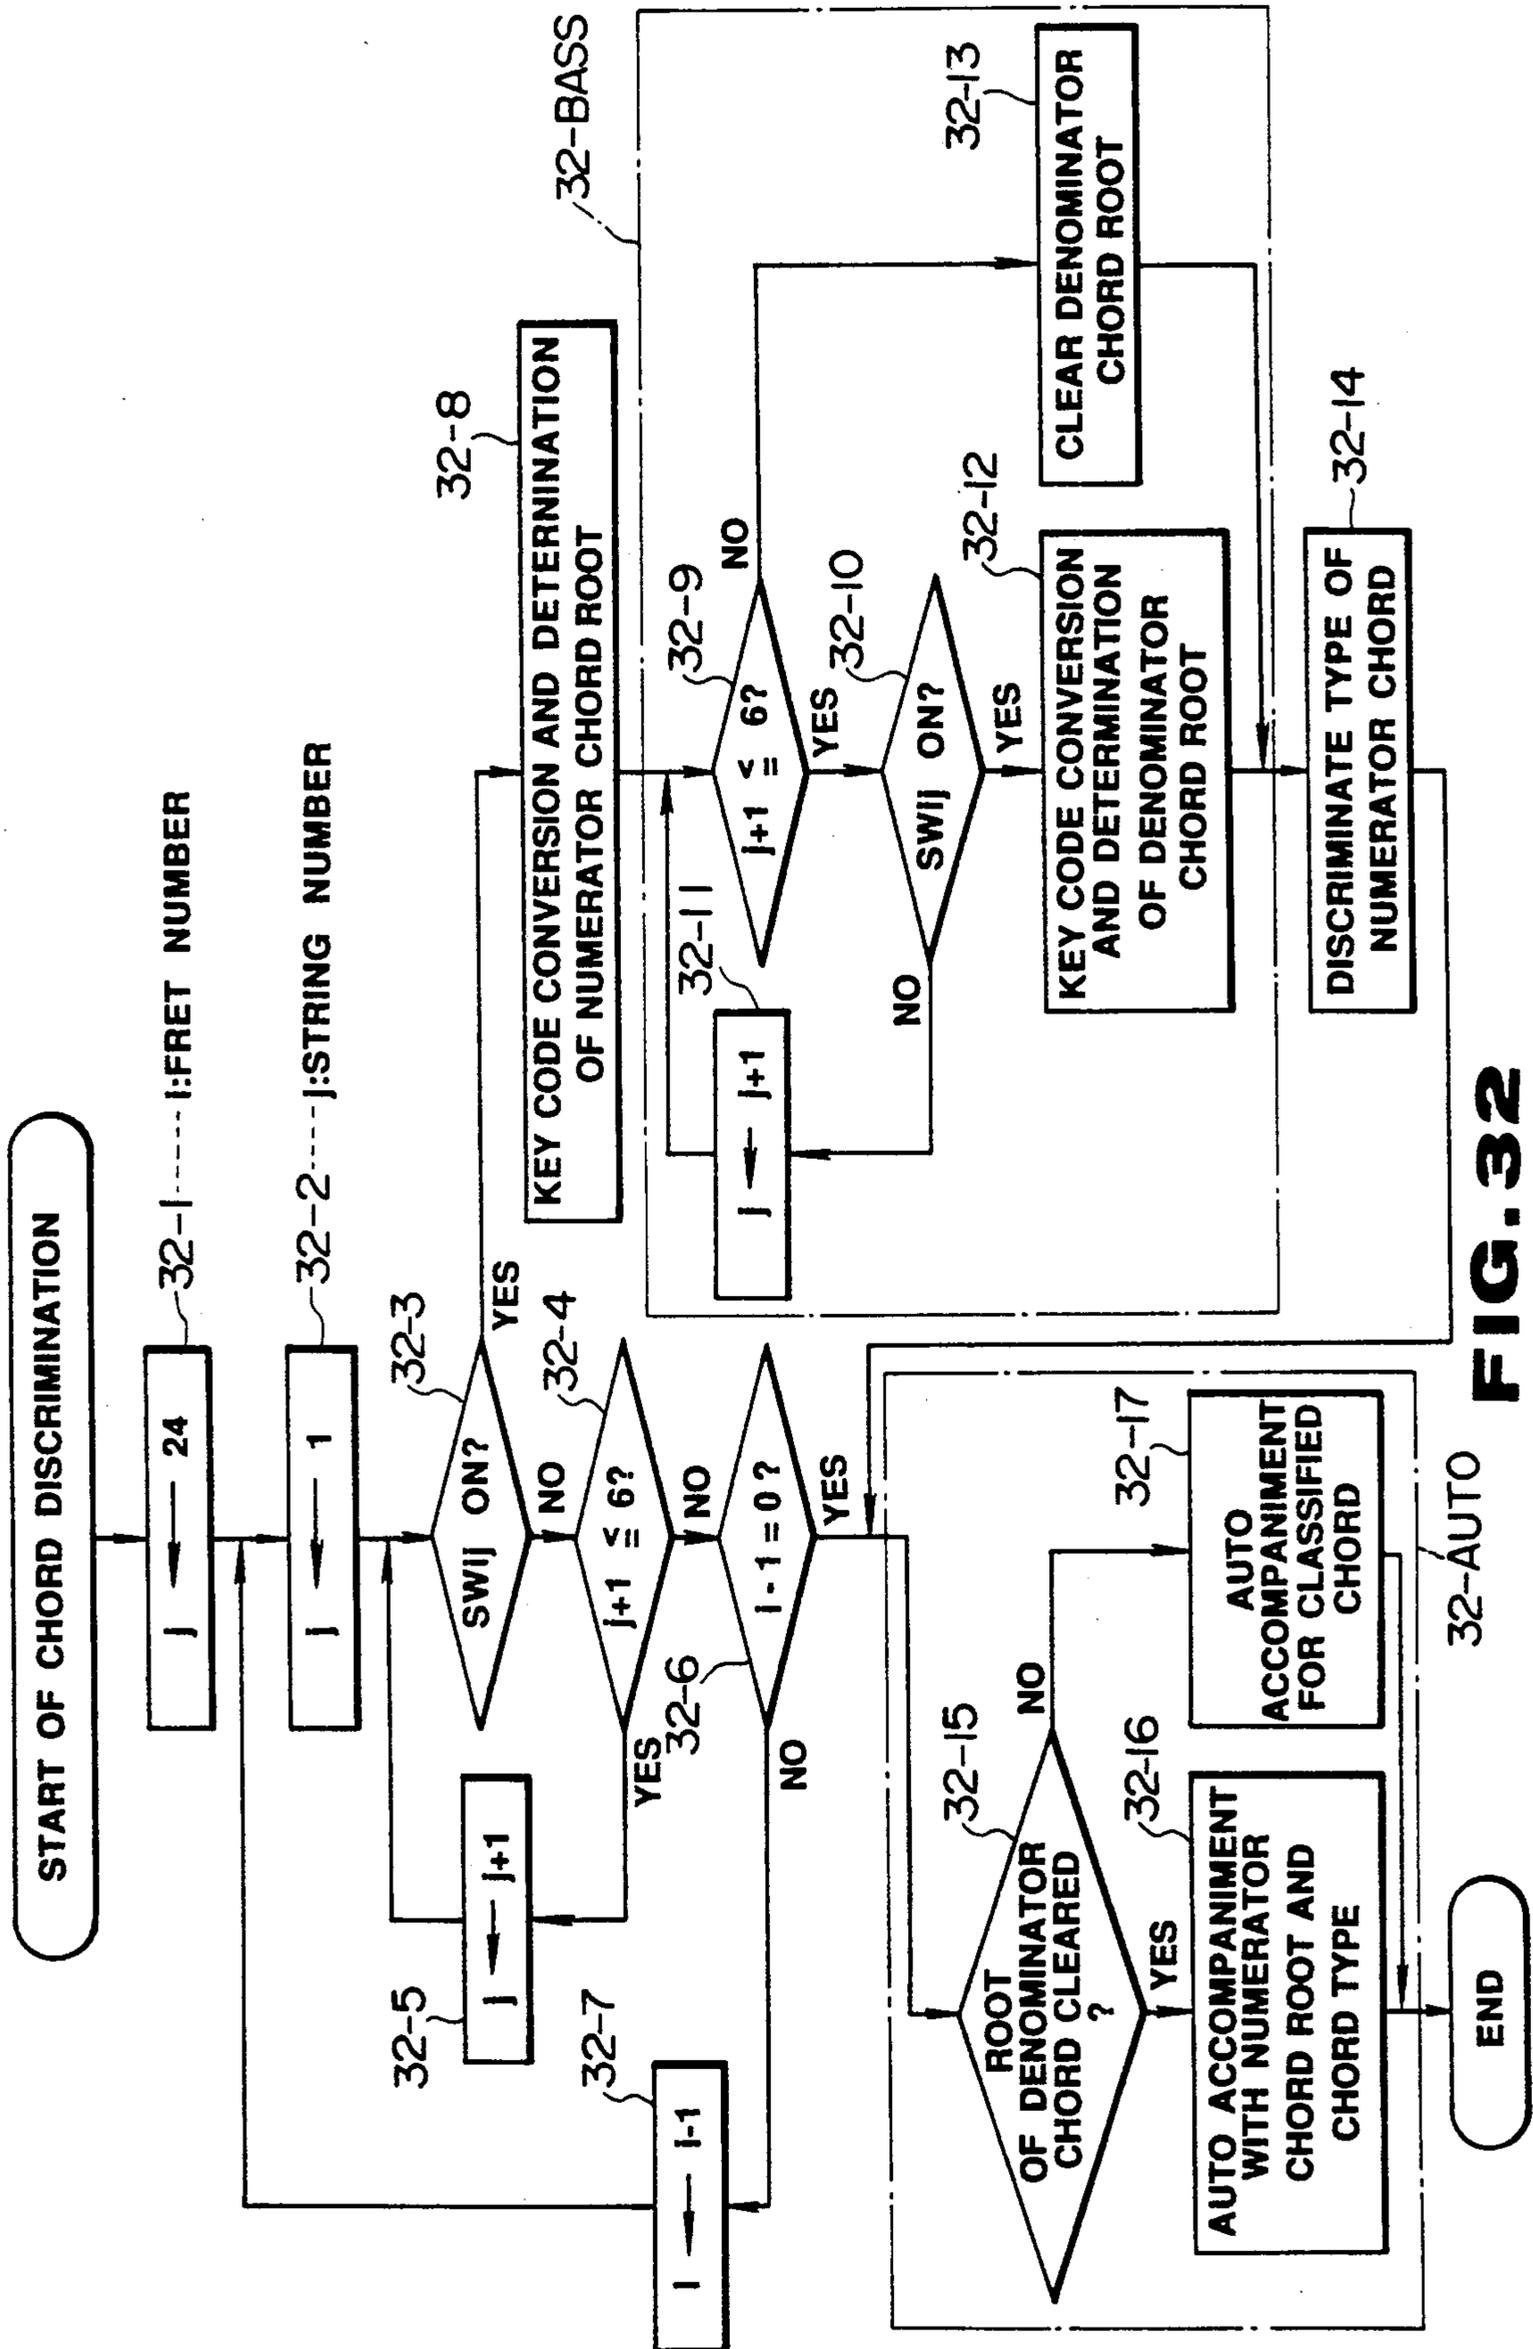 START OF CHORD DISCRIMINATION
j ← 24
32-1
i:FRET NUMBER
j ← 1
32-2
j:STRING NUMBER
SWij ON?
32-3
YES
NO
j+1 <= 6?
32-4
YES
NO
j ← j+1
32-5
i-1=0?
32-6
NO
YES
i ← i-1
32-7
KEY CODE CONVERSION AND DETERNINATION
OF NUMERATOR CHORD ROOT
32-8
32-BASS
j+1 <= 6?
32-9
NO
YES
SWij ON?
32-10
NO
YES
j ← j+1
32-11
KEY CODE CONVERSION
AND DETERMINATION
OF DENOMINATOR
CHORD ROOT
32-12
CLEAR DENOMINATOR
CHORD ROOT
32-13
DISCRIMINATE TYPE OF
NUMERATOR CHORD
32-14
ROOT
OF DENOMINATOR
CHORD CLEARED
?
32-15
NO
YES
AUTO ACCOMPANIMENT
WITH NUMERATOR
CHORD ROOT AND
CHORD TYPE
32-16
AUTO
ACCOMPANIMENT
FOR CLASSIFIED
CHORD
32-17
32-AUTO
END
FIG.32